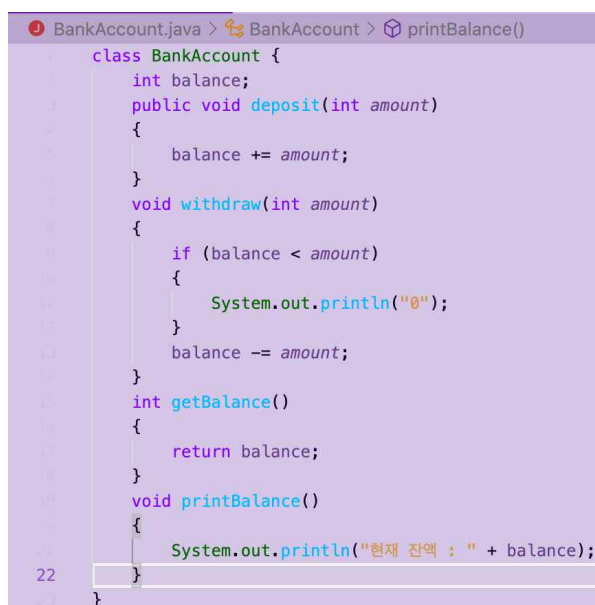 BankAccount.java > BankAccount > printBalance()
class BankAccount {
int balance;
public void deposit(int amount)
{
balance += amount;
}
void withdraw(int amount)
{
if (balance < amount)
{
System.out.println("0");
}
balance -= amount;
}
int getBalance()
{
return balance;
}
void printBalance()
{
System.out.println("현재 잔액 : " + balance);
22 }
}